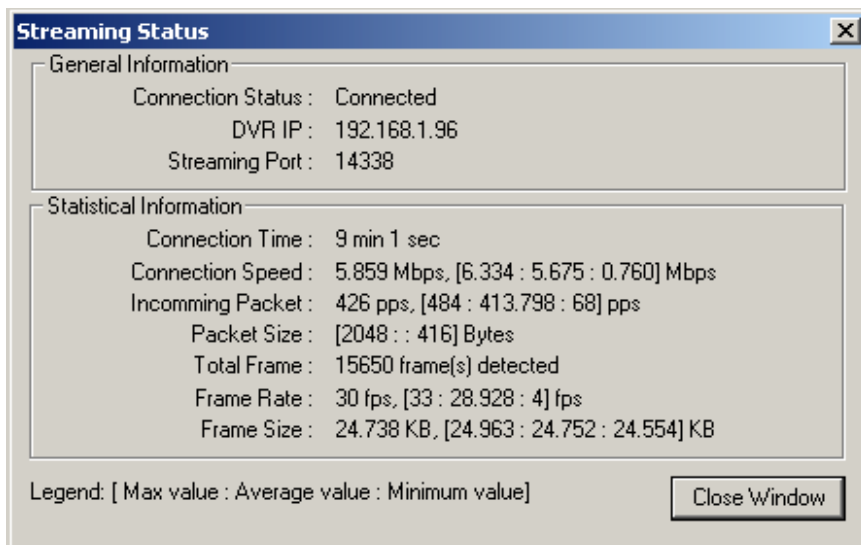 Streaming Status
General Information
Connection Status : Connected
DVR IP : 192.168.1.96
Streaming Port : 14338
Statistical Information
Connection Time : 9 min 1 sec
Connection Speed : 5.859 Mbps, [6.334 : 5.675 : 0.760] Mbps
Incomming Packet : 426 pps, [484 : 413.798 : 68] pps
Packet Size : [2048 : : 416] Bytes
Total Frame : 15650 frame(s) detected
Frame Rate : 30 fps, [33 : 28.928 : 4] fps
Frame Size : 24.738 KB, [24.963 : 24.752 : 24.554] KB
Legend: [ Max value : Average value : Minimum value]
Close Window